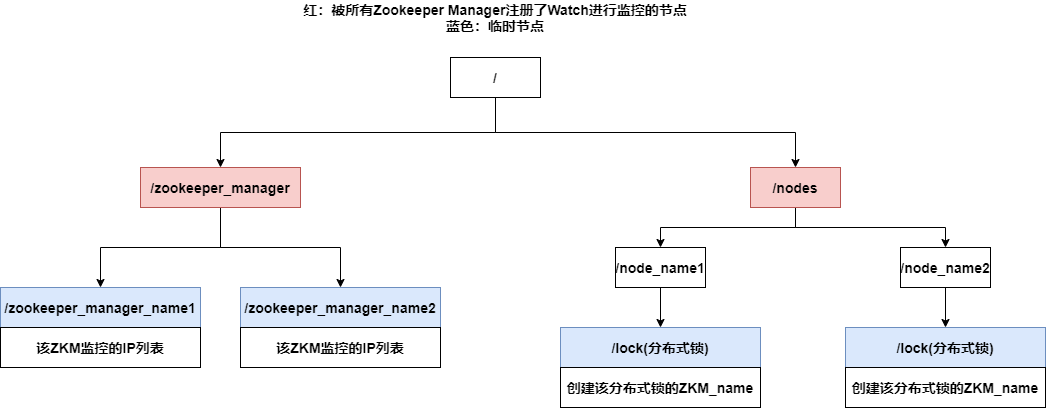 红：被所有Zookeeper Manager注册了Watch进行监控的节点
蓝色：临时节点
/
/zookeeper_manager
/nodes
/node_name1
/node_name2
/zookeeper_manager_name1
/zookeeper_manager_name2
该ZKM监控的IP列表
该ZKM监控的IP列表
/lock(分布式锁)
/lock(分布式锁)
创建该分布式锁的ZKM_name
创建该分布式锁的ZKM_name